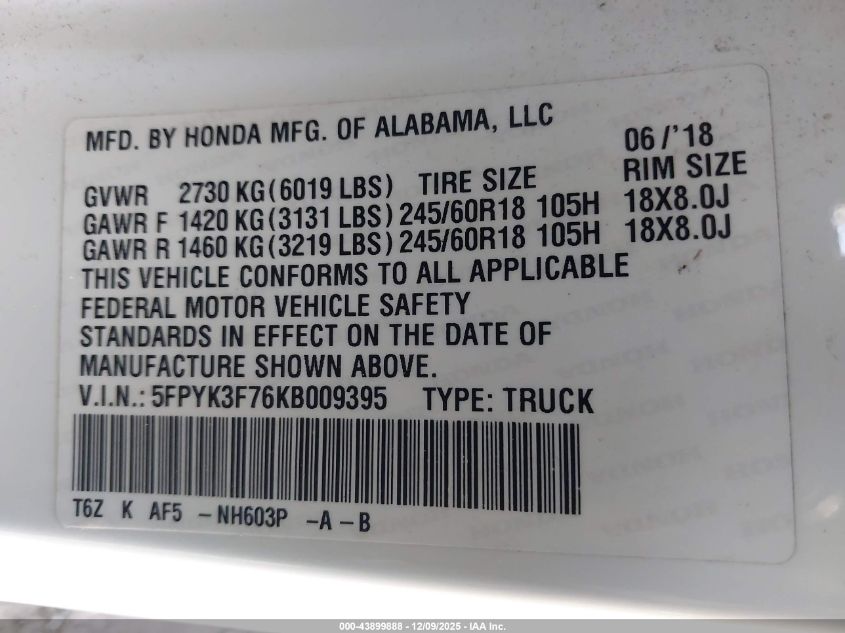 MFD. BY HONDA MFG. OF ALABAMA, LLC
06/'18
GVWR 2730 KG(6019 LBS) TIRE SIZE RIM SIZE
GAWR F 1420 KG(3131 LBS) 245/60R18 105H 18X8.0J
GAWR R 1460 KG(3219 LBS) 245/60R18 105H 18X8.0J
THIS VEHICLE CONFORMS TO ALL APPLICABLE
FEDERAL MOTOR VEHICLE SAFETY
STANDARDS IN EFFECT ON THE DATE OF
MANUFACTURE SHOWN ABOVE.
V.I.N.: 5FPYK3F76KB009395 TYPE: TRUCK
T6Z K AF5 -NH603P -A-B
000-43899888 - 12/09/2025 - IAA Inc.